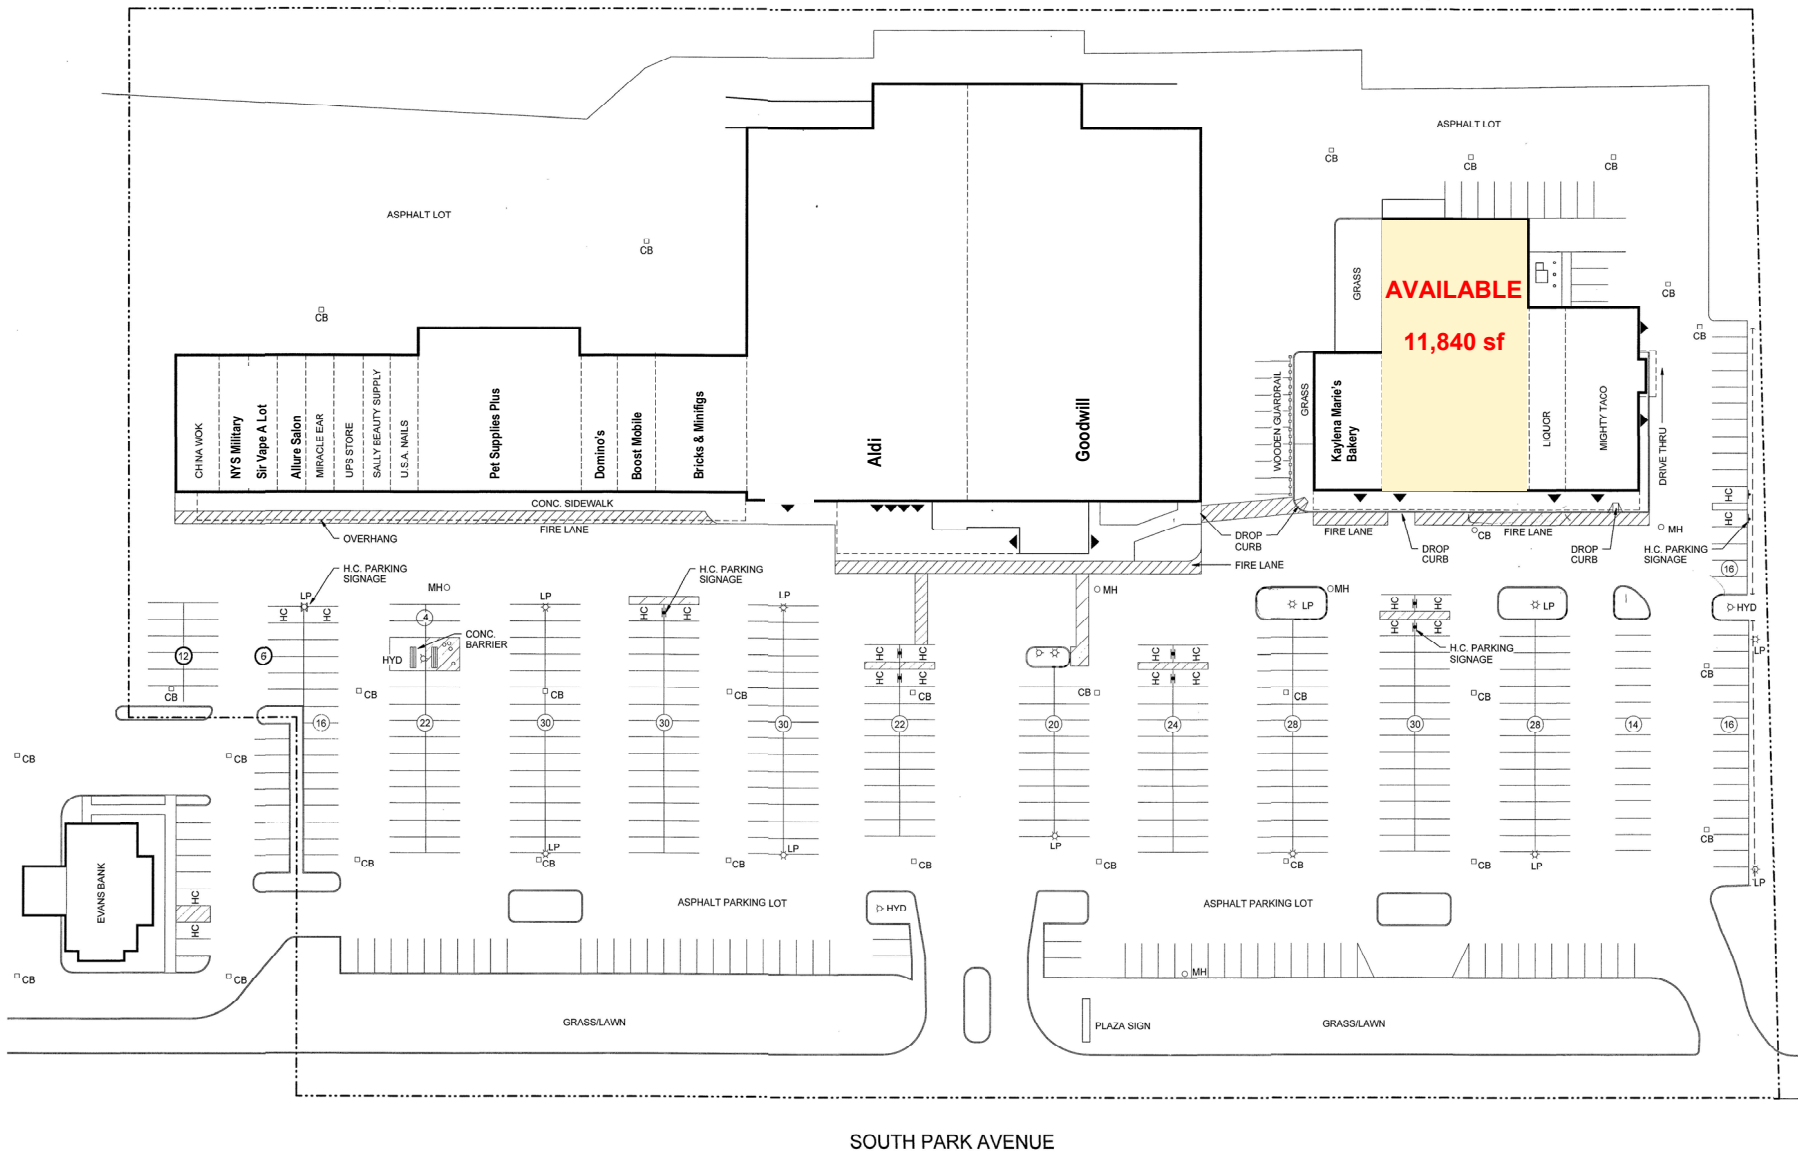 ASPHALT LOT
CB
CB
CB
ASPHALT LOT
CB
CB
CB
CB
GRASS
AVAILABLE
11,840 sf
CHINA WOK
NYS Military
Sir Vape A Lot
Allure Salon
MIRACLE EAR
UPS STORE
SALLY BEAUTY SUPPLY
U.S.A. NAILS
Pet Supplies Plus
Domino's
Boost Mobile
Bricks & Minifigs
Aldi
Goodwill
WOODEN GUARDRAIL
GRASS
Kaylena Marie's
Bakery
LIQUOR
MIGHTY TACO
DRIVE THRU
CONC. SIDEWALK
FIRE LANE
OVERHANG
DROP
CURB
FIRE LANE
FIRE LANE
DROP
CURB
CB
FIRE LANE
DROP
CURB
MH
H.C. PARKING
SIGNAGE
HC
HC
16
H.C. PARKING
SIGNAGE
LP
HC
HC
MH
4
LP
H.C. PARKING
SIGNAGE
HC
HC
LP
MH
LP
MH
HC
HC
HC
HC
H.C. PARKING
SIGNAGE
LP
HYD
LP
12
6
CB
HYD
CONC.
BARRIER
HC
HC
HC
HC
HC
HC
HC
HC
CB
CB
CB
CB
CB
CB
CB
CB
16
22
30
30
30
22
20
24
28
30
28
14
16
CB
CB
CB
LP
CB
CB
LP
CB
LP
CB
CB
CB
LP
CB
LP
EVANS BANK
HC
HC
CB
CB
ASPHALT PARKING LOT
HYD
ASPHALT PARKING LOT
MH
GRASS/LAWN
PLAZA SIGN
GRASS/LAWN
SOUTH PARK AVENUE